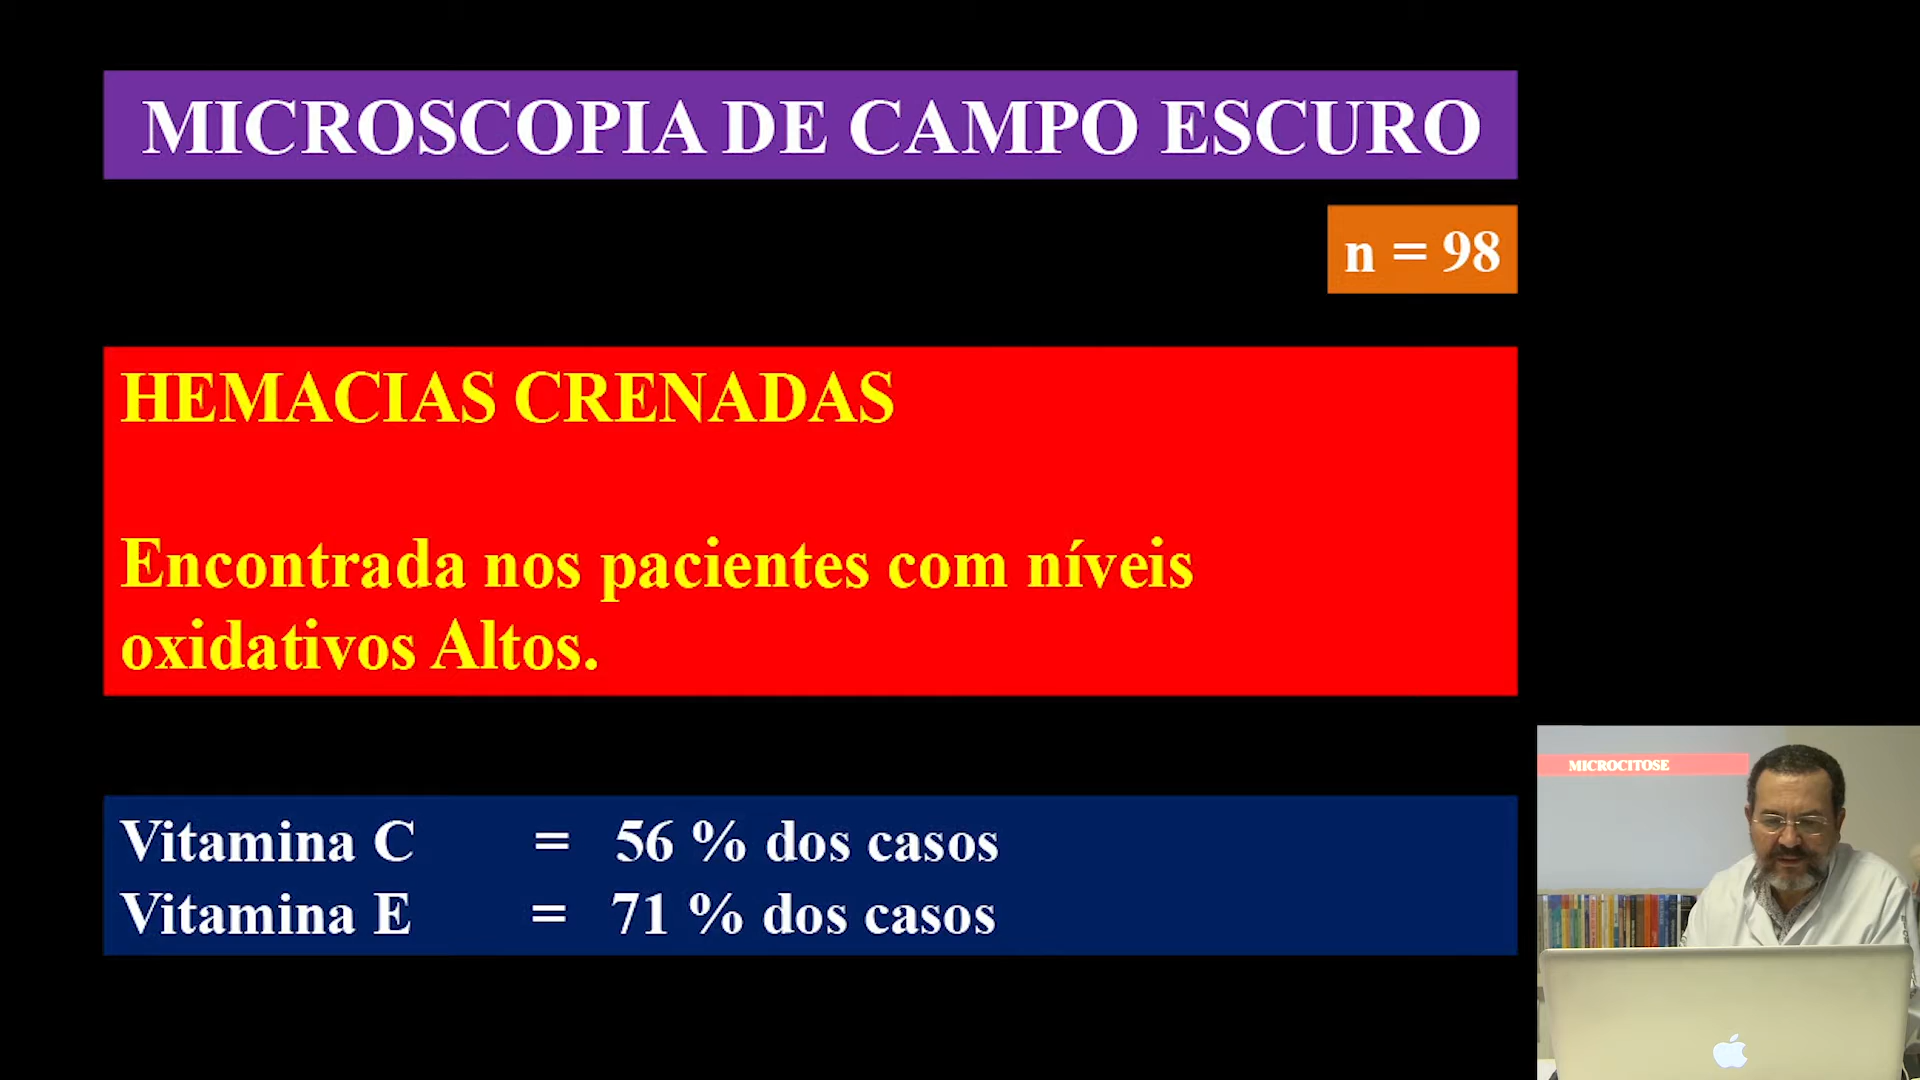 MICROSCOPIA DE CAMPO ESCURO
n = 98
HEMACIAS CRENADAS
Encontrada nos pacientes com níveis
oxidativos Altos.
Vitamina C = 56 % dos casos
Vitamina E = 71 % dos casos
MICROCITOSE